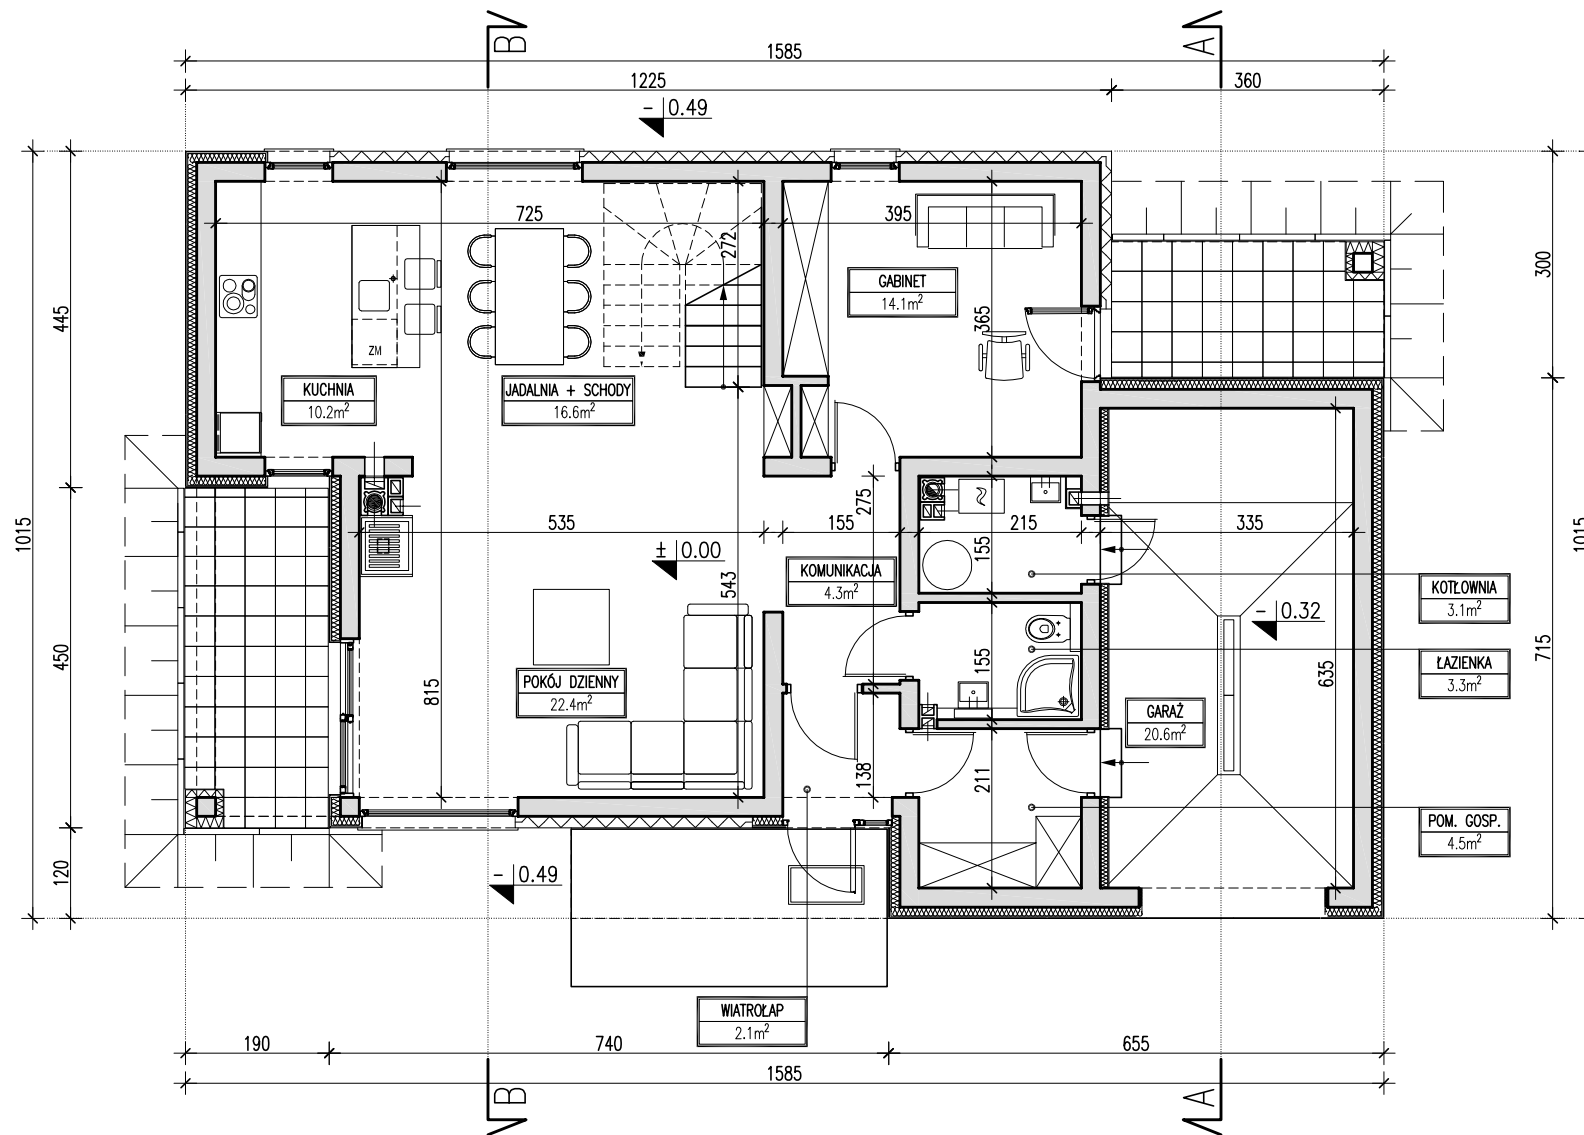 B
A
1585
1225
360
- 0.49
725
395
272
GABINET
14.1m²
365
300
445
ZM
KUCHNIA
10.2m²
JADALNIA + SCHODY
16.6m²
1015
535
155
275
215
335
155
1015
± 0.00
543
KOMUNIKACJA
4.3m²
KOTŁOWNIA
3.1m²
- 0.32
450
815
POKÓJ DZIENNY
22.4m²
155
635
715
ŁAZIENKA
3.3m²
GARAŻ
20.6m²
138
211
POM. GOSP.
4.5m²
120
- 0.49
WIATROŁAP
2.1m²
190
740
655
1585
B
A